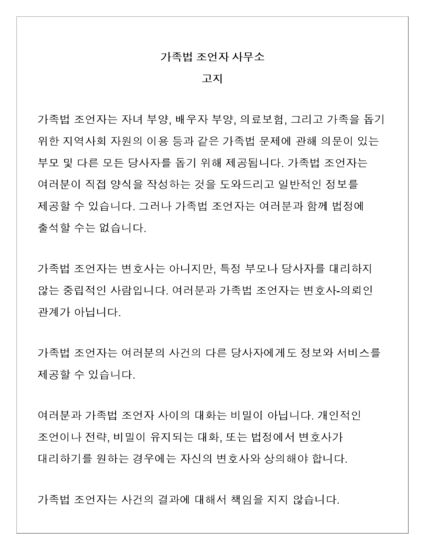 가족법 조언자 사무소
고지
가족법 조언자는 자녀 부양, 배우자 부양, 의료보험, 그리고 가족을 돕기
위한 지역사회 자원의 이용 등과 같은 가족법 문제에 관해 의문이 있는
부모 및 다른 모든 당사자를 돕기 위해 제공됩니다. 가족법 조언자는
여러분이 직접 양식을 작성하는 것을 도와드리고 일반적인 정보를
제공할 수 있습니다. 그러나 가족법 조언자는 여러분과 함께 법정에
출석할 수는 없습니다.
가족법 조언자는 변호사는 아니지만, 특정 부모나 당사자를 대리하지
않는 중립적인 사람입니다. 여러분과 가족법 조언자는 변호사-의뢰인
관계가 아닙니다.
가족법 조언자는 여러분의 사건의 다른 당사자에게도 정보와 서비스를
제공할 수 있습니다.
여러분과 가족법 조언자 사이의 대화는 비밀이 아닙니다. 개인적인
조언이나 전략, 비밀이 유지되는 대화, 또는 법정에서 변호사가
대리하기를 원하는 경우에는 자신의 변호사와 상의해야 합니다.
가족법 조언자는 사건의 결과에 대해서 책임을 지지 않습니다.